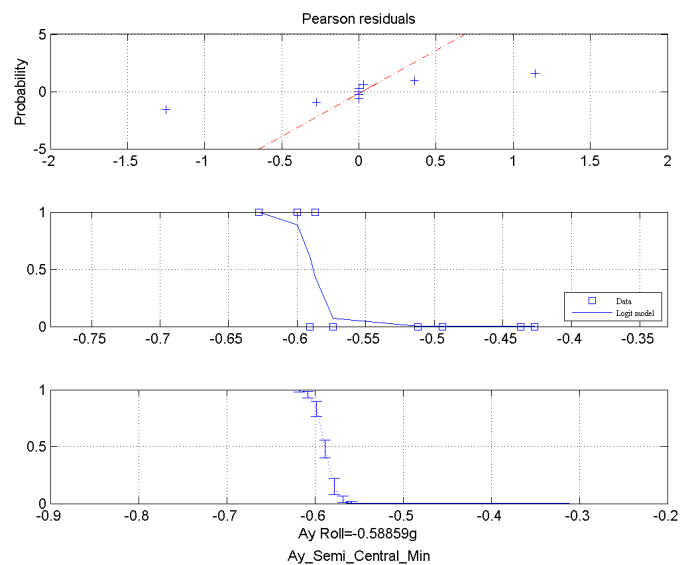 Pearson residuals
Probability
5
0
-5
-2 -1.5 -1 -0.5 0 0.5 1 1.5 2
1
0.5
0
Data
Logit model
-0.75 -0.7 -0.65 -0.6 -0.55 -0.5 -0.45 -0.4 -0.35
1
0.5
0
-0.9 -0.8 -0.7 -0.6 -0.5 -0.4 -0.3 -0.2
Ay Roll=-0.58859g
Ay_Semi_Central_Min